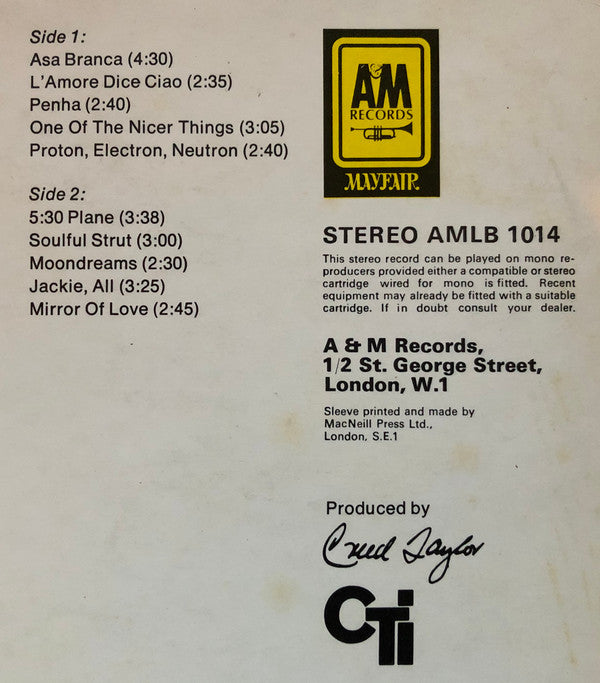 Side 1:
Asa Branca (4:30)
L'Amore Dice Ciao (2:35)
Penha (2:40)
One Of The Nicer Things (3:05)
Proton, Electron, Neutron (2:40)
Side 2:
5:30 Plane (3:38)
Soulful Strut (3:00)
Moondreams (2:30)
Jackie, All (3:25)
Mirror Of Love (2:45)
A&M
RECORDS
MAYFAIR
STEREO AMLB 1014
This stereo record can be played on mono re-
producers provided either a compatible or stereo
cartridge wired for mono is fitted. Recent
equipment may already be fitted with a suitable
cartridge. If in doubt consult your dealer.
A & M Records,
1/2 St. George Street,
London, W.1
Sleeve printed and made by
MacNeill Press Ltd.,
London, S.E.1
Produced by
Creed Taylor
CTi